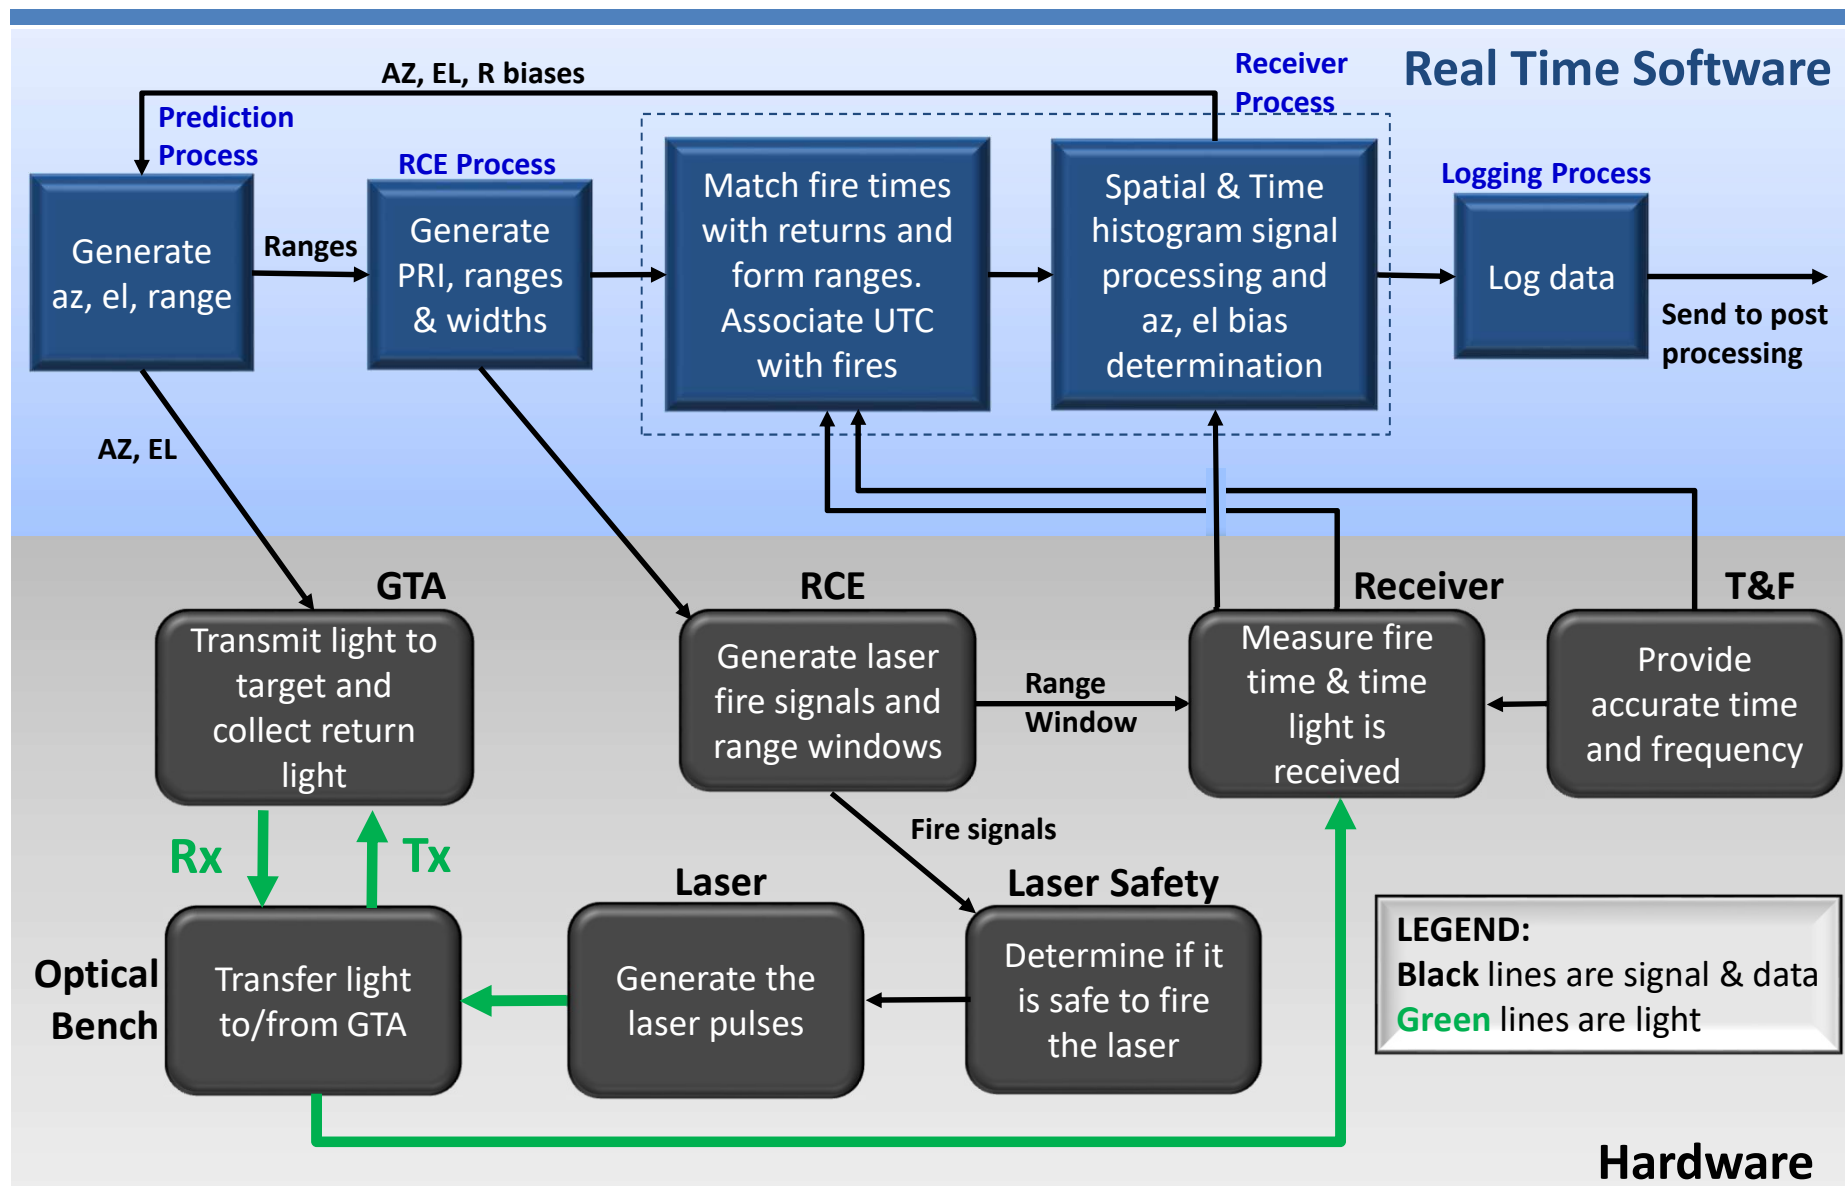 Real Time Software
AZ, EL, R biases
Receiver
Process
Prediction
Process
RCE Process
Logging Process
Generate
az, el, range
Ranges
Generate
PRI, ranges
& widths
Match fire times
with returns and
form ranges.
Associate UTC
with fires
Spatial & Time
histogram signal
processing and
az, el bias
determination
Log data
Send to post
processing
AZ, EL
GTA
Transmit light to
target and
collect return
light
RCE
Generate laser
fire signals and
range windows
Range
Window
Receiver
Measure fire
time & time
light is
received
T&F
Provide
accurate time
and frequency
Rx
Tx
Fire signals
Optical
Bench
Transfer light
to/from GTA
Laser
Generate the
laser pulses
Laser Safety
Determine if it
is safe to fire
the laser
LEGEND:
Black lines are signal & data
Green lines are light
Hardware